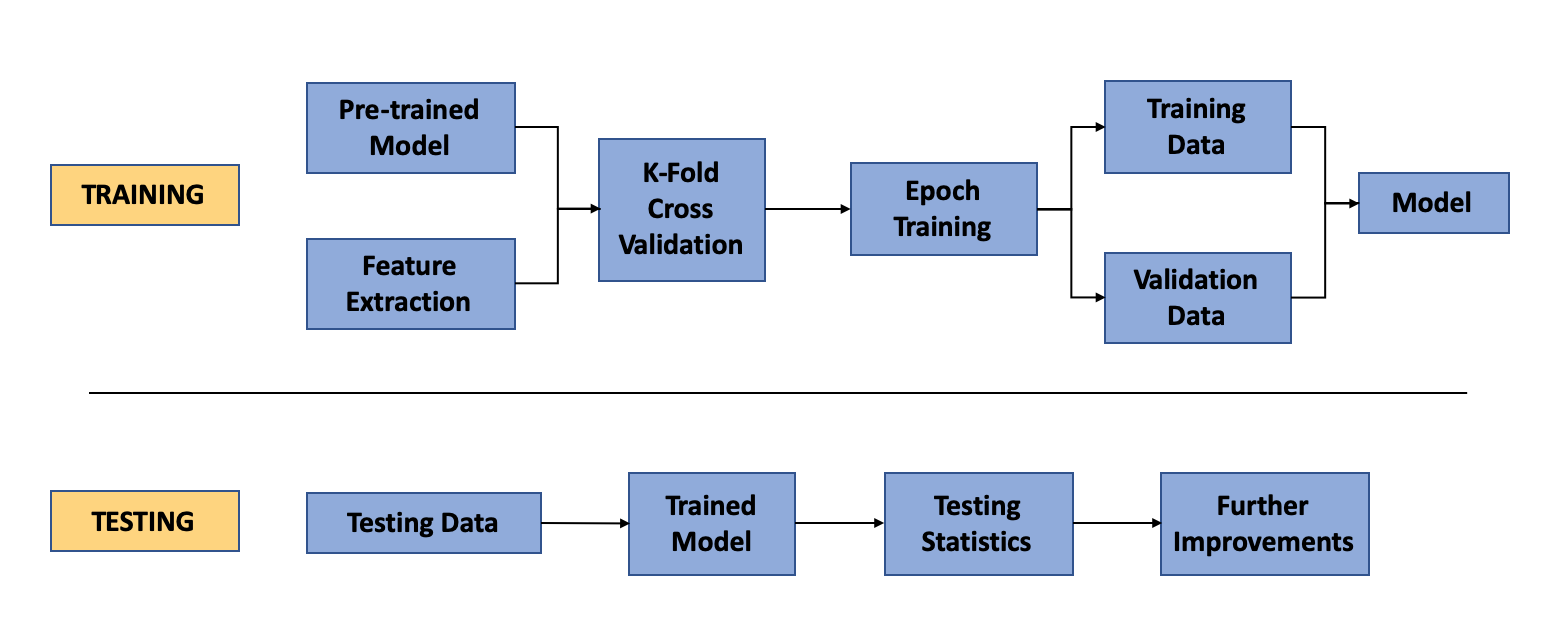 TRAINING
Pre-trained
Model
Feature
Extraction
K-Fold
Cross
Validation
Epoch
Training
Training
Data
Validation
Data
Model
TESTING
Testing Data
Trained
Model
Testing
Statistics
Further
Improvements